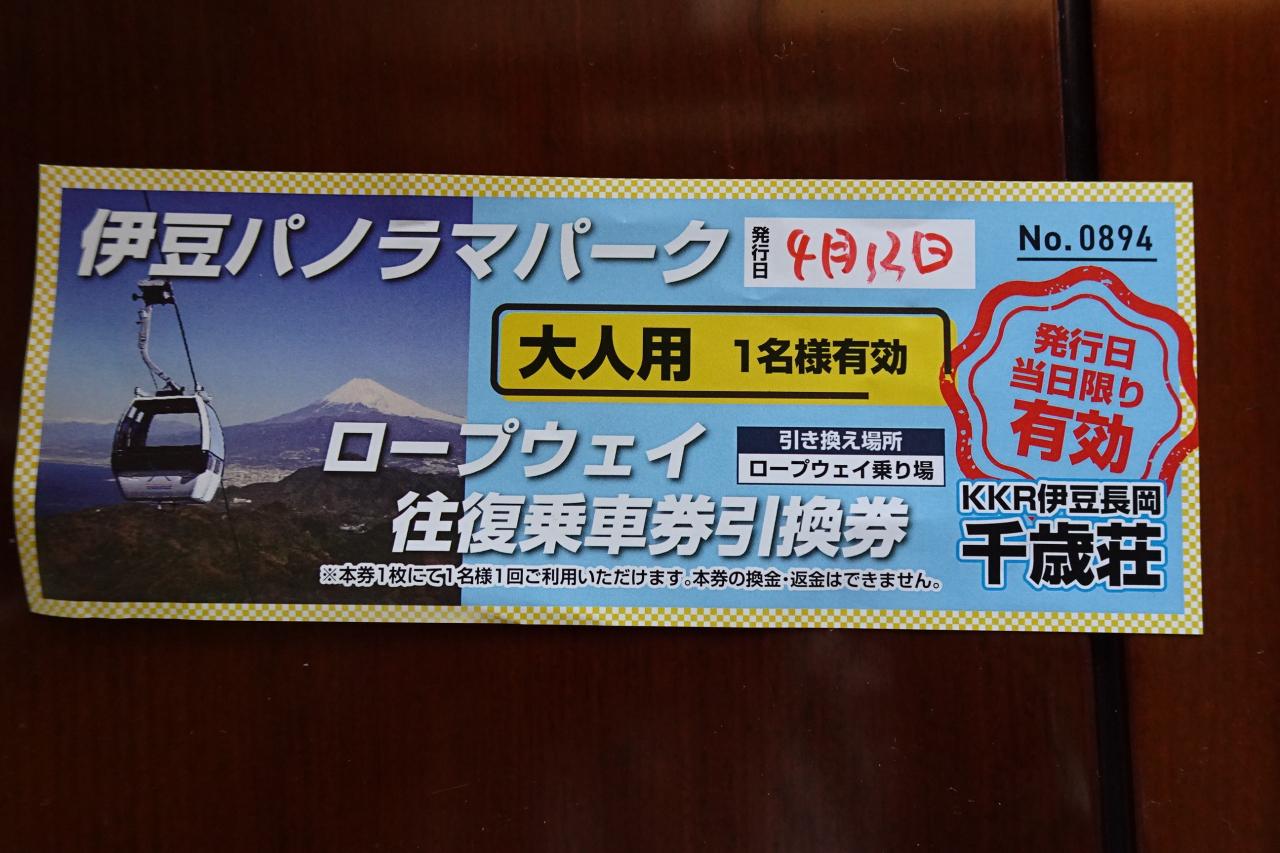 伊豆パノラマパーク
発行日
4月12日
No.0894
大人用 1名様有効
発行日
当日限り
有効
ロープウェイ
往復乗車券引換券
引き換え場所
ロープウェイ乗り場
KKR伊豆長岡
千歳荘
※本券1枚にて1名様1回ご利用いただけます。本券の換金・返金はできません。